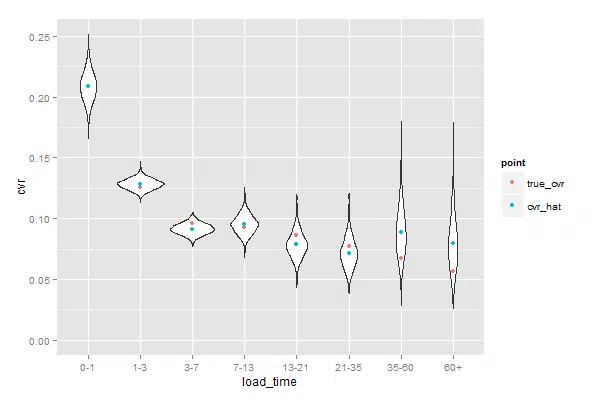 0.25
0.20
0.15
0.10
0.05
0.00
cvr
0-1 1-3 3-7 7-13 13-21 21-35 35-60 60+
load_time
point
true_cvr
cvr_hat